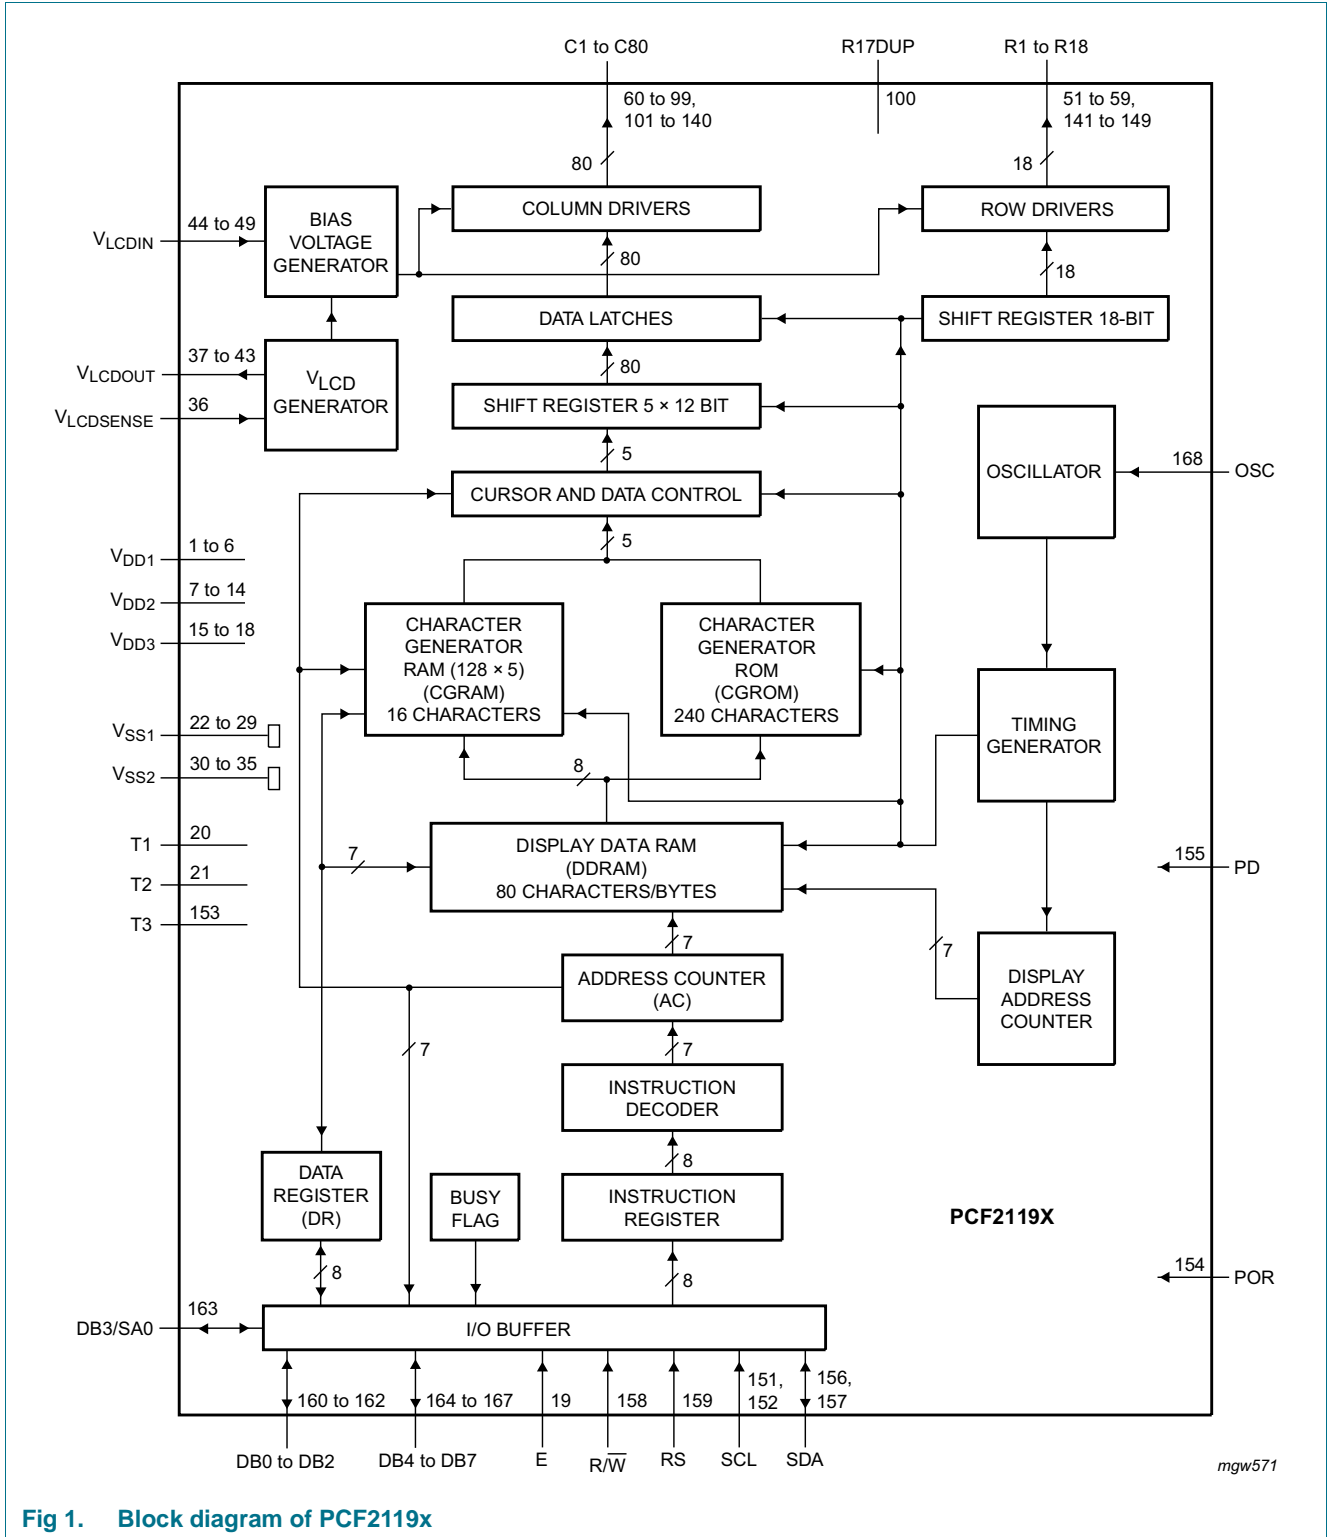 C1 to C80
R17DUP
R1 to R18
60 to 99,
101 to 140
100
51 to 59,
141 to 149
80
18
VLCDIN
44 to 49
BIAS
VOLTAGE
GENERATOR
COLUMN DRIVERS
ROW DRIVERS
80
18
DATA LATCHES
SHIFT REGISTER 18-BIT
VLCDOUT
37 to 43
VLCDSENSE
36
VLCD
GENERATOR
80
SHIFT REGISTER 5 × 12 BIT
5
CURSOR AND DATA CONTROL
OSCILLATOR
168
OSC
5
VDD1
1 to 6
VDD2
7 to 14
VDD3
15 to 18
CHARACTER
GENERATOR
RAM (128 × 5)
(CGRAM)
16 CHARACTERS
CHARACTER
GENERATOR
ROM
(CGROM)
240 CHARACTERS
TIMING
GENERATOR
VSS1
22 to 29
VSS2
30 to 35
8
T1
20
T2
21
T3
153
7
DISPLAY DATA RAM
(DDRAM)
80 CHARACTERS/BYTES
155
PD
7
7
ADDRESS COUNTER
(AC)
DISPLAY
ADDRESS
COUNTER
7
7
INSTRUCTION
DECODER
8
DATA
REGISTER
(DR)
BUSY
FLAG
INSTRUCTION
REGISTER
PCF2119X
8
8
154
POR
DB3/SA0
163
I/O BUFFER
160 to 162
164 to 167
19
158
159
151,
152
156,
157
DB0 to DB2
DB4 to DB7
E
R/W̅
RS
SCL
SDA
mgw571
Fig 1. Block diagram of PCF2119x